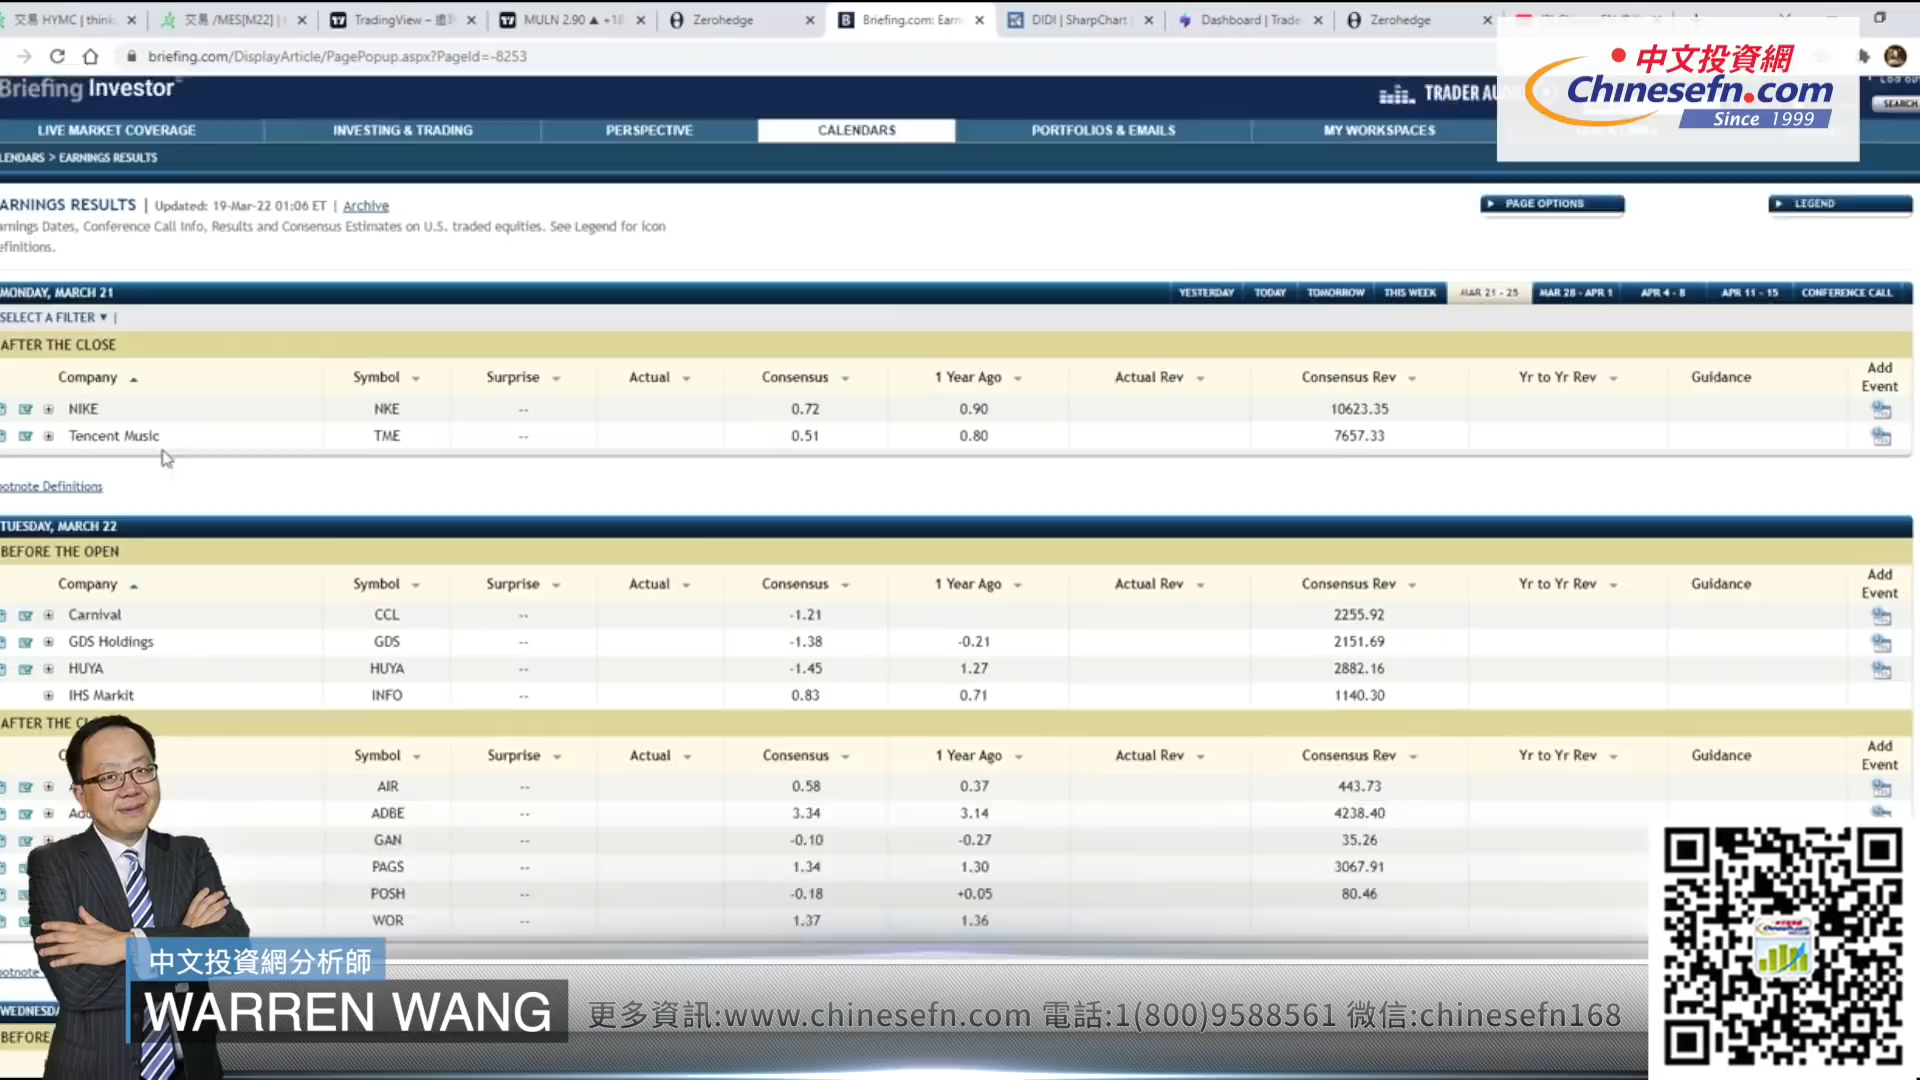 交易 HYMC | think
交易 /MES[M22] |
TradingView –
MULN 2.90 ▲ +18
Zerohedge
Briefing.com: Earn
DIDI | SharpChart
Dashboard | Trade
Zerohedge
briefing.com/DisplayArticle/PagePopup.aspx?PageId=-8253
Briefing Investor
TRADER AU
SEARCH
中文投資網
Chinesefn.com
Since 1999
LIVE MARKET COVERAGE INVESTING & TRADING PERSPECTIVE CALENDARS PORTFOLIOS & EMAILS MY WORKSPACES
LENDARS > EARNINGS RESULTS
ARNINGS RESULTS | Updated: 19-Mar-22 01:06 ET | Archive
PAGE OPTIONS
LEGEND
rnings Dates, Conference Call Info, Results and Consensus Estimates on U.S. traded equities. See Legend for icon
efinitions.
MONDAY, MARCH 21 YESTERDAY TODAY TOMORROW THIS WEEK MAR 21 - 25 MAR 28 - APR 1 APR 4 - 8 APR 11 - 15 CONFERENCE CALL
SELECT A FILTER ▼ |
AFTER THE CLOSE
Company Symbol Surprise Actual Consensus 1 Year Ago Actual Rev Consensus Rev Yr to Yr Rev Guidance Add Event
NIKE NKE -- 0.72 0.90 10623.35
Tencent Music TME -- 0.51 0.80 7657.33
ootnote Definitions
TUESDAY, MARCH 22
BEFORE THE OPEN
Company Symbol Surprise Actual Consensus 1 Year Ago Actual Rev Consensus Rev Yr to Yr Rev Guidance Add Event
Carnival CCL -- -1.21 2255.92
GDS Holdings GDS -- -1.38 -0.21 2151.69
HUYA HUYA -- -1.45 1.27 2882.16
IHS Markit INFO -- 0.83 0.71 1140.30
AFTER THE CL
Symbol Surprise Actual Consensus 1 Year Ago Actual Rev Consensus Rev Yr to Yr Rev Guidance Add Event
AIR -- 0.58 0.37 443.73
Ad ADBE -- 3.34 3.14 4238.40
GAN -- -0.10 -0.27 35.26
PAGS -- 1.34 1.30 3067.91
POSH -- -0.18 +0.05 80.46
WOR -- 1.37 1.36
ootnote
WEDNESDA
BEFORE
中文投資網分析師
WARREN WANG
更多資訊:www.chinesefn.com 電話:1(800)9588561 微信:chinesefn168